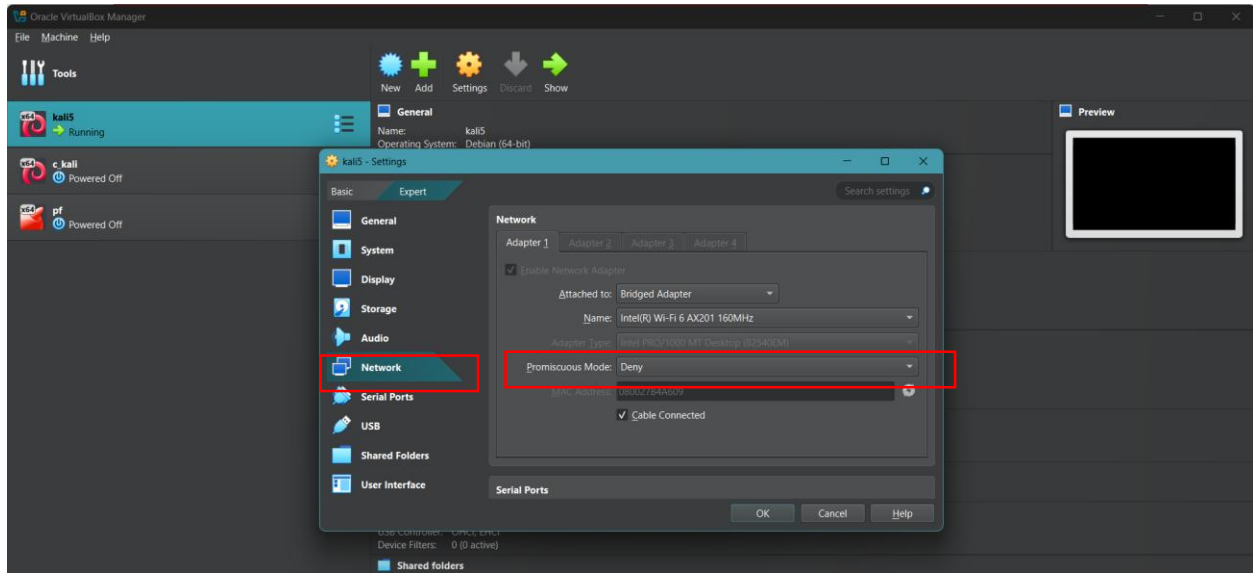 Oracle VirtualBox Manager
File Machine Help
Tools
New Add Settings Discard Show
kali5
Running
c_kali
Powered Off
pf
Powered Off
General
Name: kali5
Operating System: Debian (64-bit)
Preview
kali5 - Settings
Basic Expert
Search settings
General
System
Display
Storage
Audio
Network
Serial Ports
USB
Shared Folders
User Interface
Network
Adapter 1 Adapter 2 Adapter 3 Adapter 4
Enable Network Adapter
Attached to: Bridged Adapter
Name: Intel(R) Wi-Fi 6 AX201 160MHz
Adapter Type: Intel PRO/1000 MT Desktop (82540EM)
Promiscuous Mode: Deny
MAC Address:
Cable Connected
Serial Ports
OK Cancel Help
USB Controller: OHCI, EHCI
Device Filters: 0 (0 active)
Shared folders